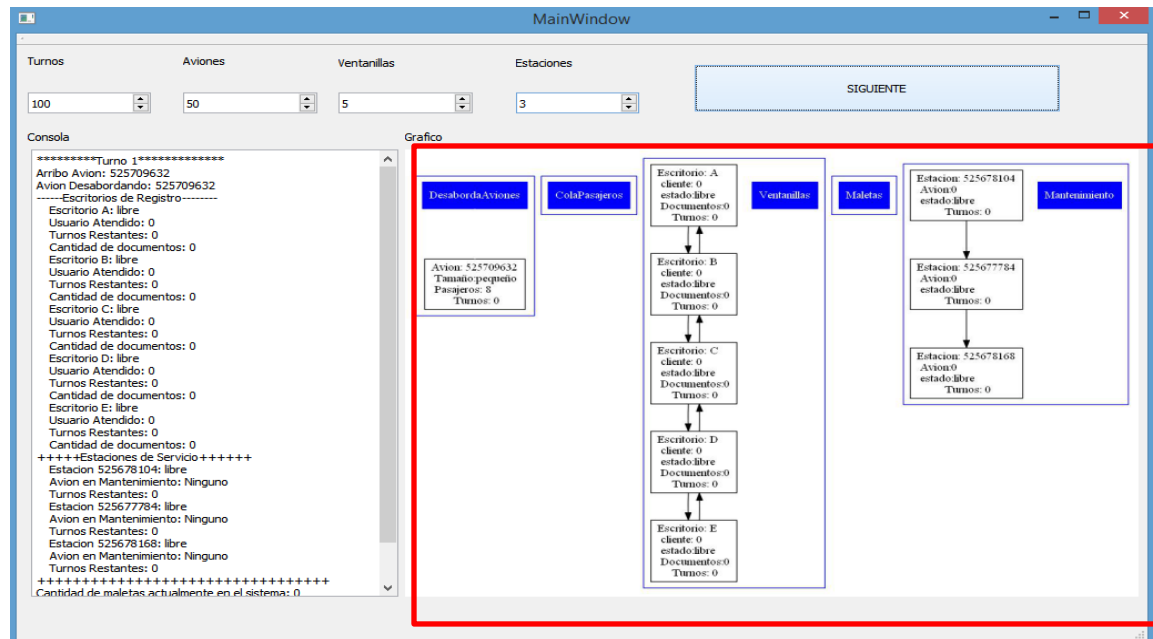 MainWindow
Turnos
Aviones
Ventanillas
Estaciones
100
50
5
3
SIGUIENTE
Consola
*********Turno 1*************
Arribo Avion: 525709632
Avion Desabordando: 525709632
------Escritorios de Registro--------
Escritorio A: libre
Usuario Atendido: 0
Turnos Restantes: 0
Cantidad de documentos: 0
Escritorio B: libre
Usuario Atendido: 0
Turnos Restantes: 0
Cantidad de documentos: 0
Escritorio C: libre
Usuario Atendido: 0
Turnos Restantes: 0
Cantidad de documentos: 0
Escritorio D: libre
Usuario Atendido: 0
Turnos Restantes: 0
Cantidad de documentos: 0
Escritorio E: libre
Usuario Atendido: 0
Turnos Restantes: 0
Cantidad de documentos: 0
+++++Estaciones de Servicio++++++
Estacion 525678104: libre
Avion en Mantenimiento: Ninguno
Turnos Restantes: 0
Estacion 525677784: libre
Avion en Mantenimiento: Ninguno
Turnos Restantes: 0
Estacion 525678168: libre
Avion en Mantenimiento: Ninguno
Turnos Restantes: 0
+++++++++++++++++++++++++++++++++
Cantidad de maletas actualmente en el sistema: 0
Grafico
DesabordaAviones
Avion: 525709632
Tamaño:pequeño
Pasajeros: 8
Turnos: 0
ColaPasajeros
Escritorio: A
cliente: 0
estado:libre
Documentos:0
Turnos: 0
Escritorio: B
cliente: 0
estado:libre
Documentos:0
Turnos: 0
Escritorio: C
cliente: 0
estado:libre
Documentos:0
Turnos: 0
Escritorio: D
cliente: 0
estado:libre
Documentos:0
Turnos: 0
Escritorio: E
cliente: 0
estado:libre
Documentos:0
Turnos: 0
Ventanillas
Maletas
Estacion: 525678104
Avion:0
estado:libre
Turnos: 0
Estacion: 525677784
Avion:0
estado:libre
Turnos: 0
Estacion: 525678168
Avion:0
estado:libre
Turnos: 0
Mantenimiento